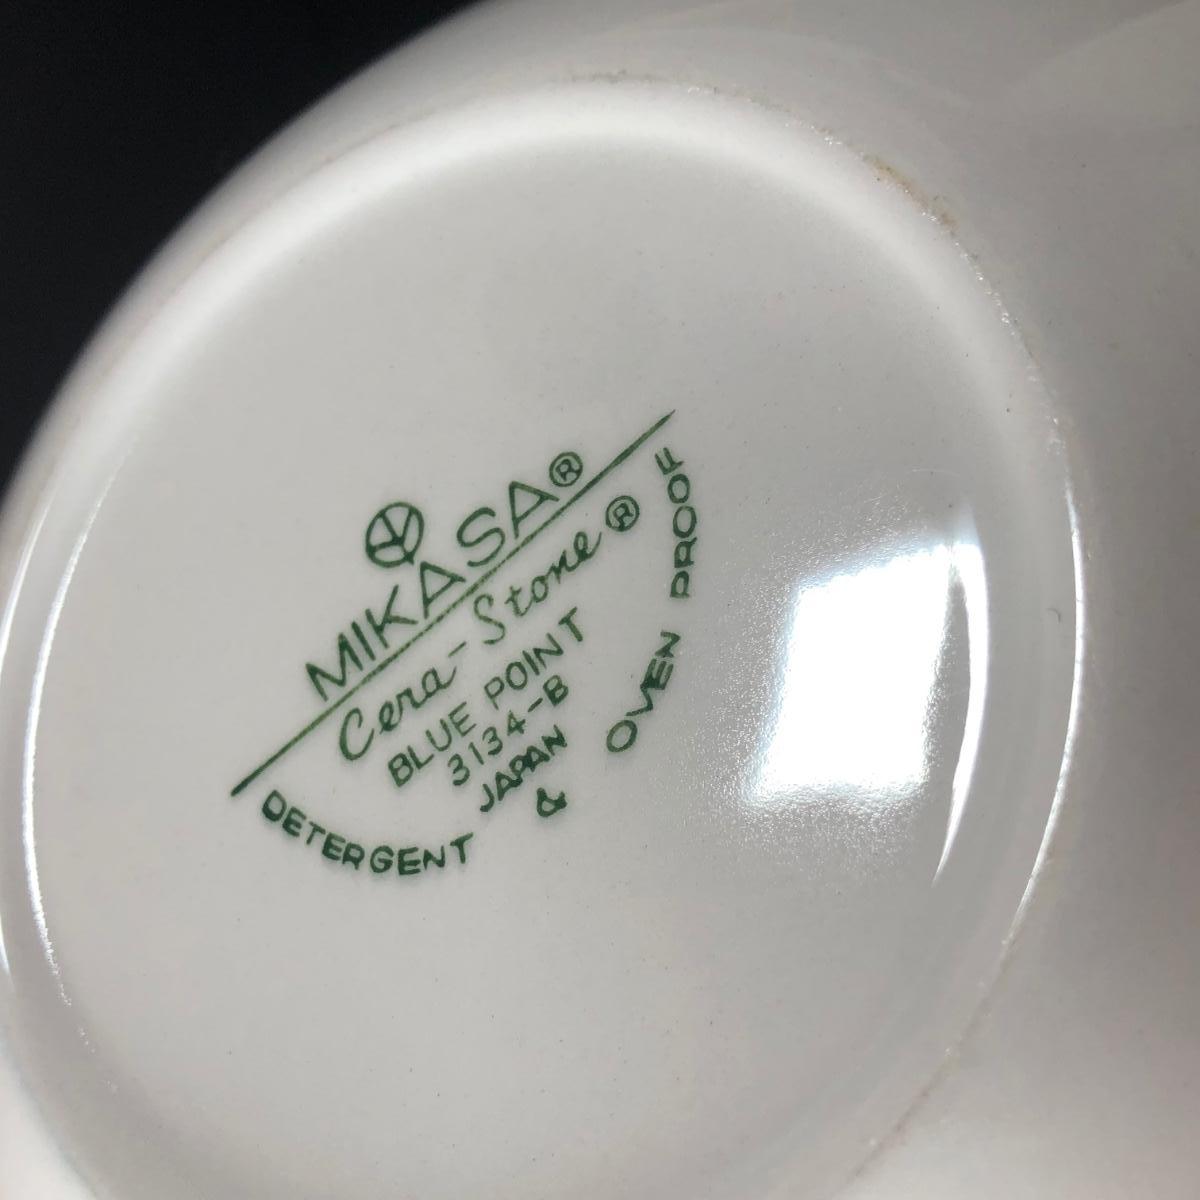 MIKASA®
Cera-Stone®
BLUE POINT
3134-B
JAPAN
DETERGENT & OVEN PROOF